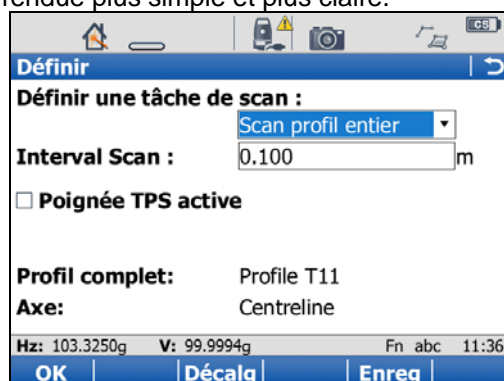 rendue plus simple et plus claire.
CS
Définir
Définir une tâche de scan :
Scan profil entier
Interval Scan : 0.100 m
Poignée TPS active
Profil complet: Profile T11
Axe: Centreline
Hz: 103.3250g V: 99.9994g Fn abc 11:36
OK Décalg Enreg